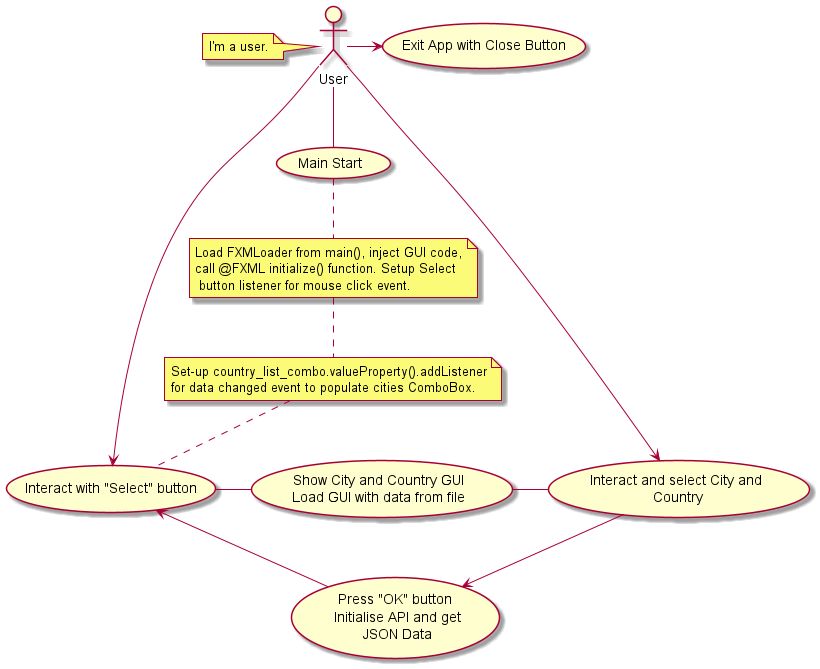 I'm a user.
Exit App with Close Button
User
Main Start
Load FXMLoader from main(), inject GUI code,
call @FXML initialize() function. Setup Select
button listener for mouse click event.
Set-up country_list_combo.valueProperty().addListener
for data changed event to populate cities ComboBox.
Interact with "Select" button
Show City and Country GUI
Load GUI with data from file
Interact and select City and
Country
Press "OK" button
Initialise API and get
JSON Data